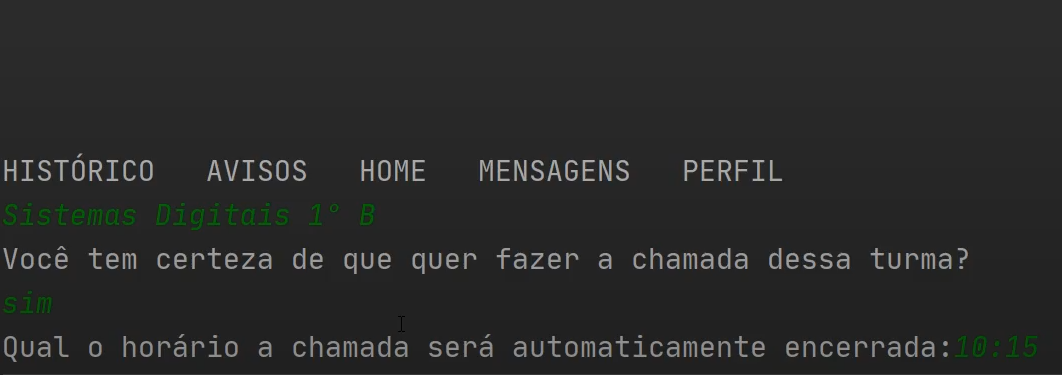 HISTÓRICO AVISOS HOME MENSAGENS PERFIL
Sistemas Digitais 1° B
Você tem certeza de que quer fazer a chamada dessa turma?
sim
Qual o horário a chamada será automaticamente encerrada:10:15